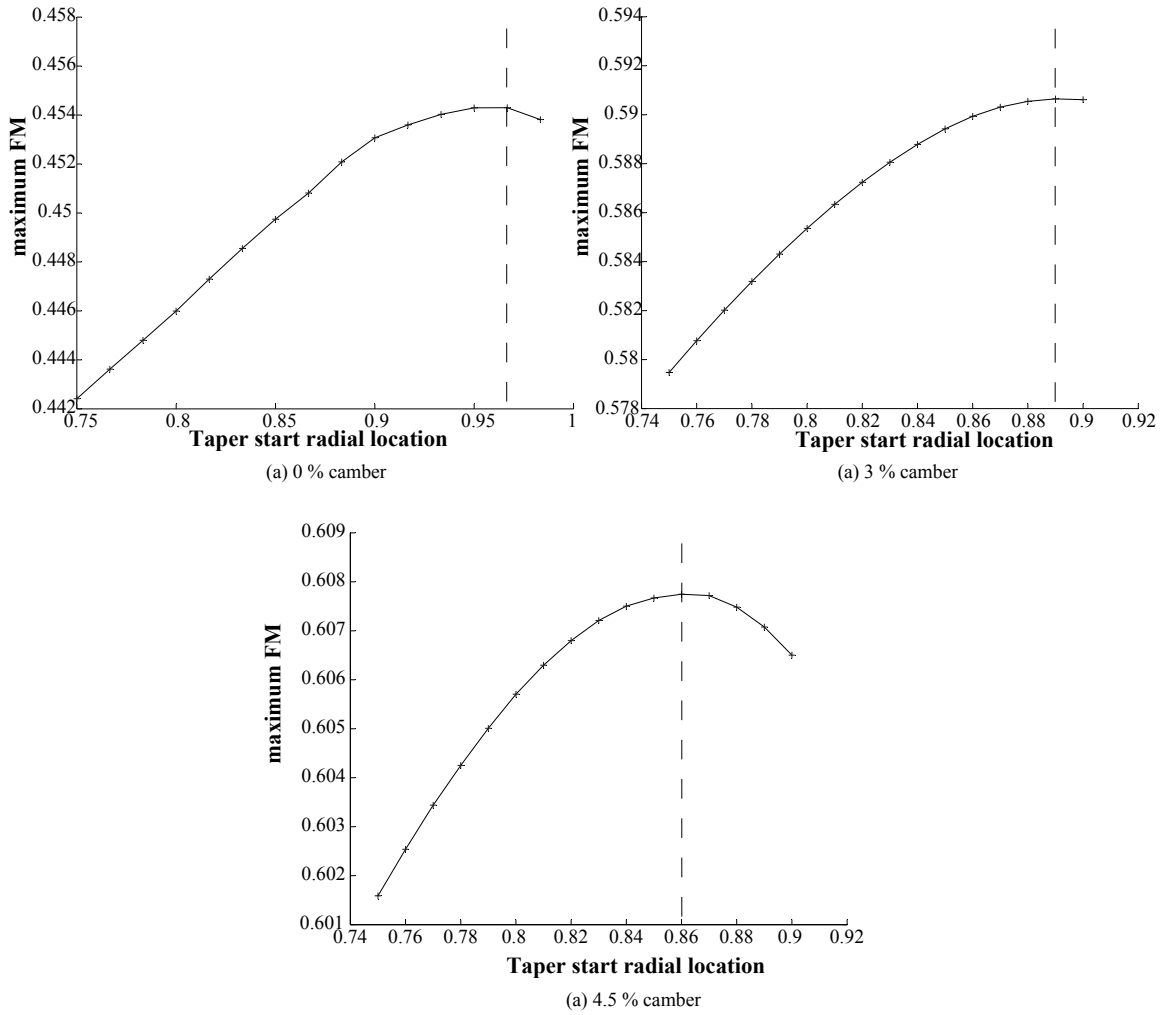 0.458
0.456
0.454
0.452
0.45
0.448
0.446
0.444
0.442
maximum FM
0.75 0.8 0.85 0.9 0.95 1
Taper start radial location
(a) 0 % camber
0.594
0.592
0.59
0.588
0.586
0.584
0.582
0.58
0.578
maximum FM
0.74 0.76 0.78 0.8 0.82 0.84 0.86 0.88 0.9 0.92
Taper start radial location
(a) 3 % camber
0.609
0.608
0.607
0.606
0.605
0.604
0.603
0.602
0.601
maximum FM
0.74 0.76 0.78 0.8 0.82 0.84 0.86 0.88 0.9 0.92
Taper start radial location
(a) 4.5 % camber